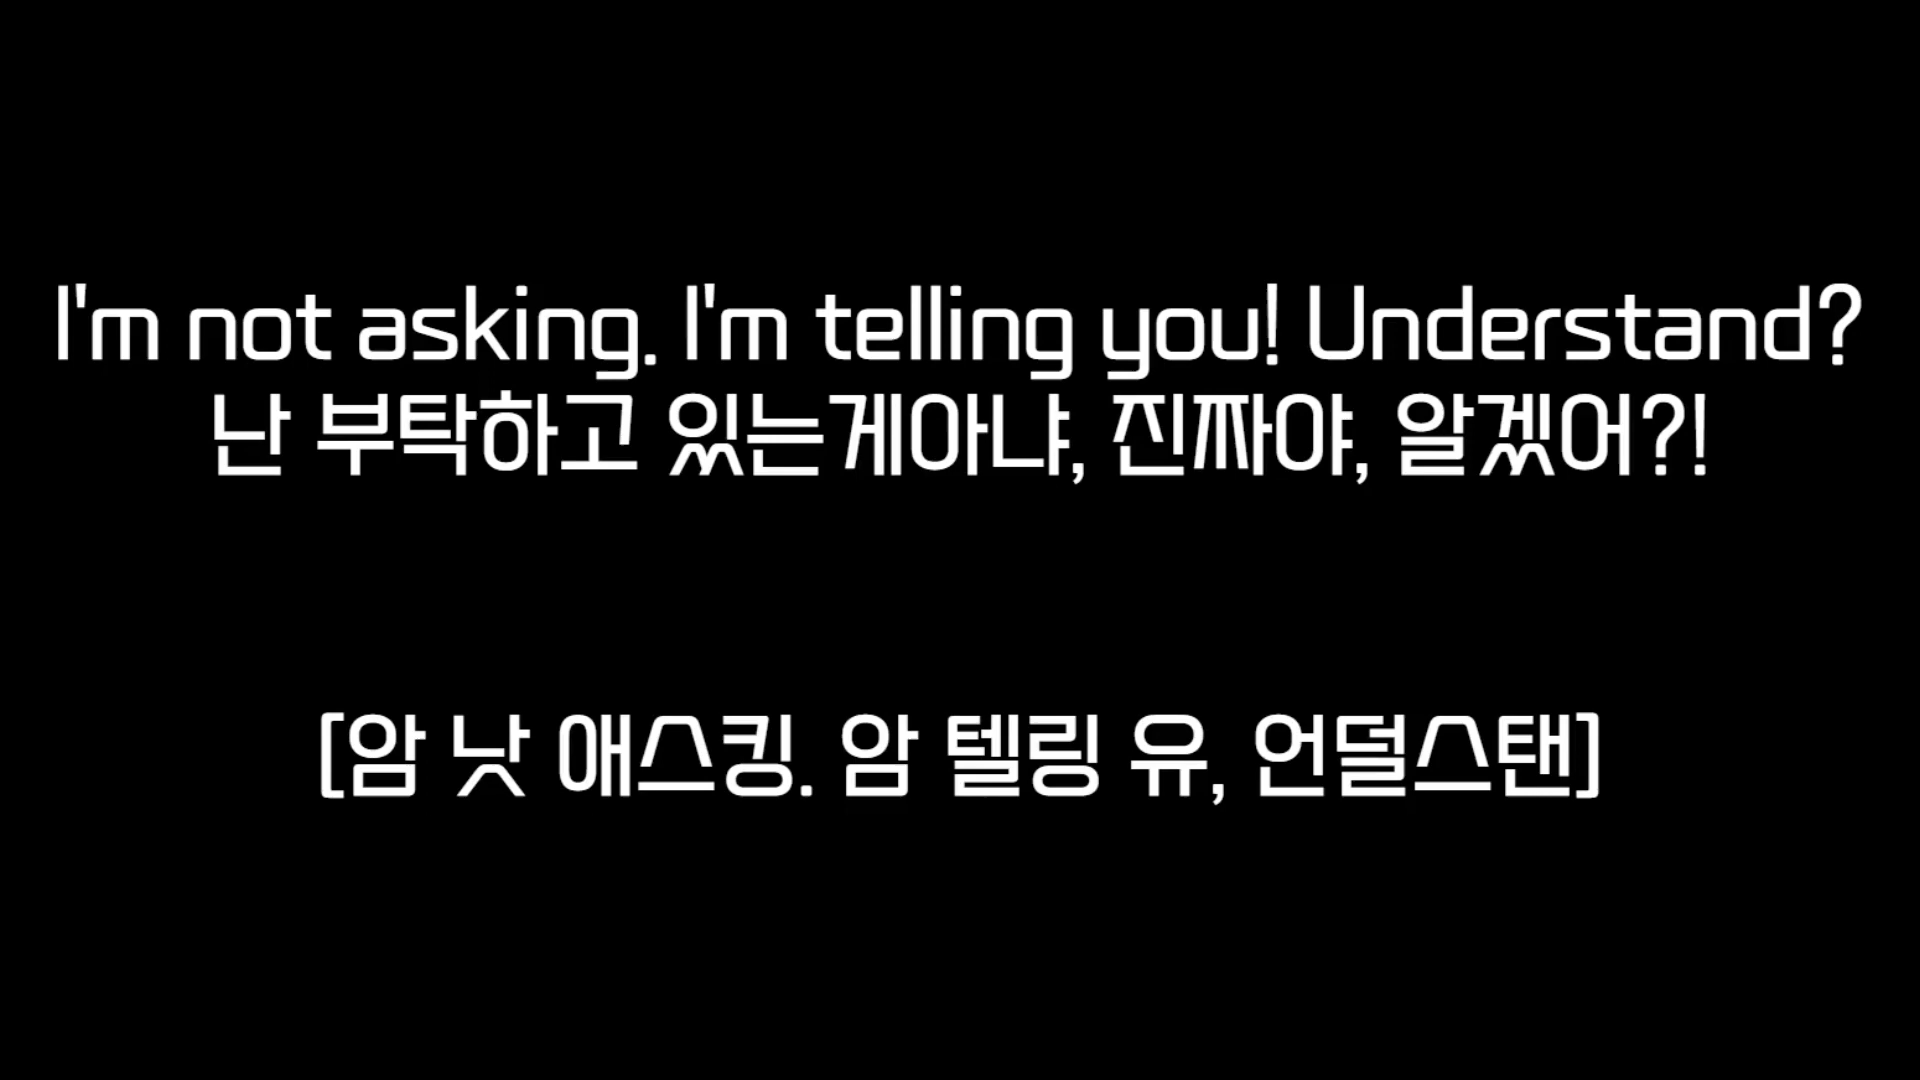 I'm not asking. I'm telling you! Understand?
난 부탁하고 있는게아냐, 진짜야, 알겠어?!
[암 낫 애스킹. 암 텔링 유, 언덜스탠]